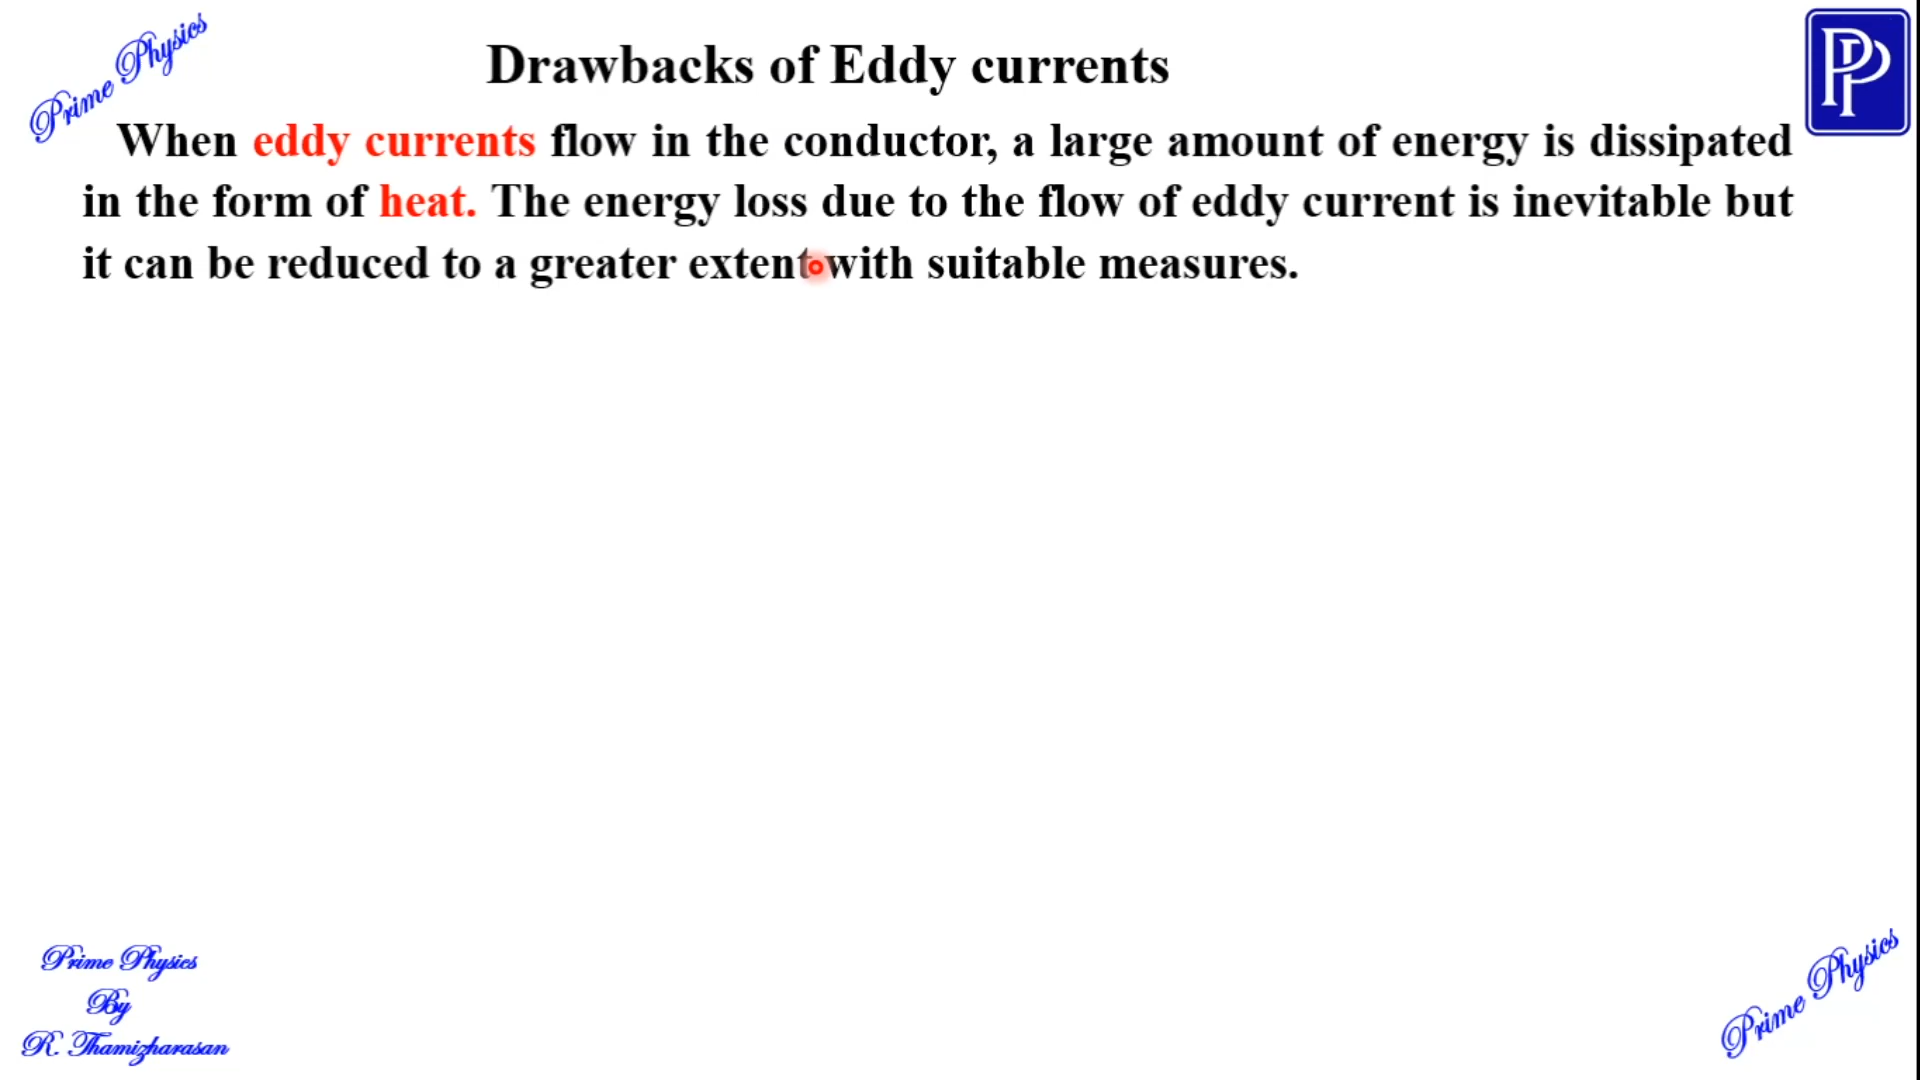 Prime Physics
Drawbacks of Eddy currents
PP
When eddy currents flow in the conductor, a large amount of energy is dissipated
in the form of heat. The energy loss due to the flow of eddy current is inevitable but
it can be reduced to a greater extent with suitable measures.
Prime Physics
By
R. Thamizharasan
Prime Physics